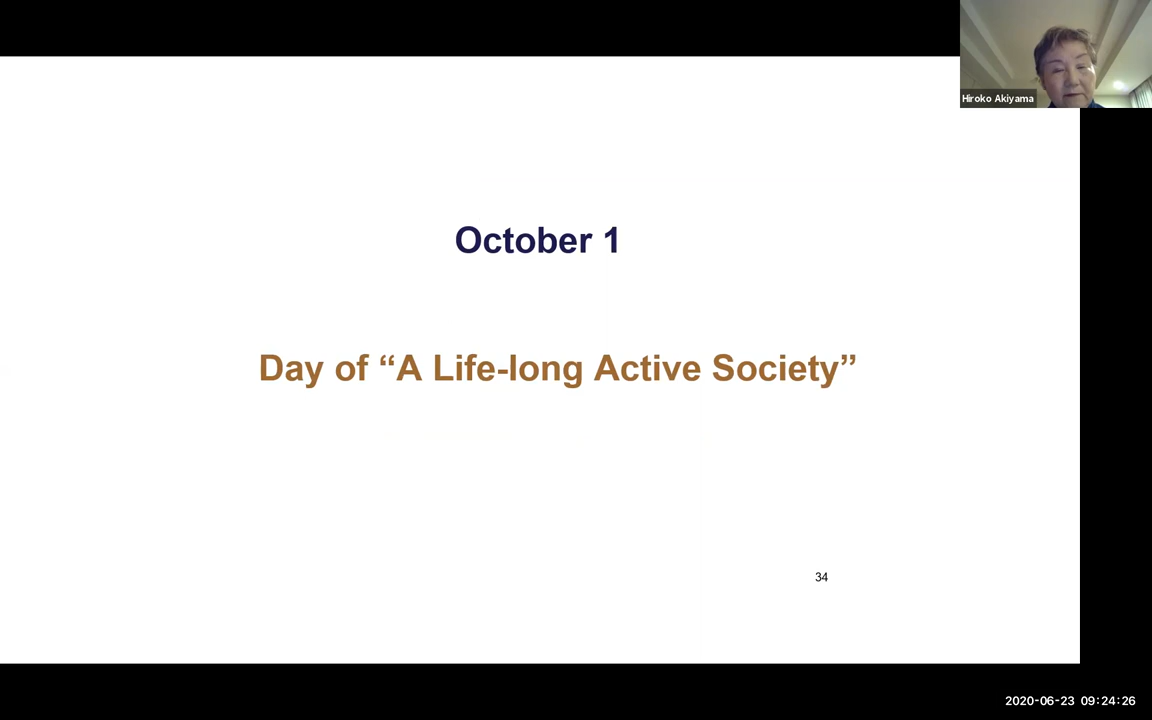 Hiroko Akiyama
October 1
Day of “A Life-long Active Society”
34
2020-06-23 09:24:26